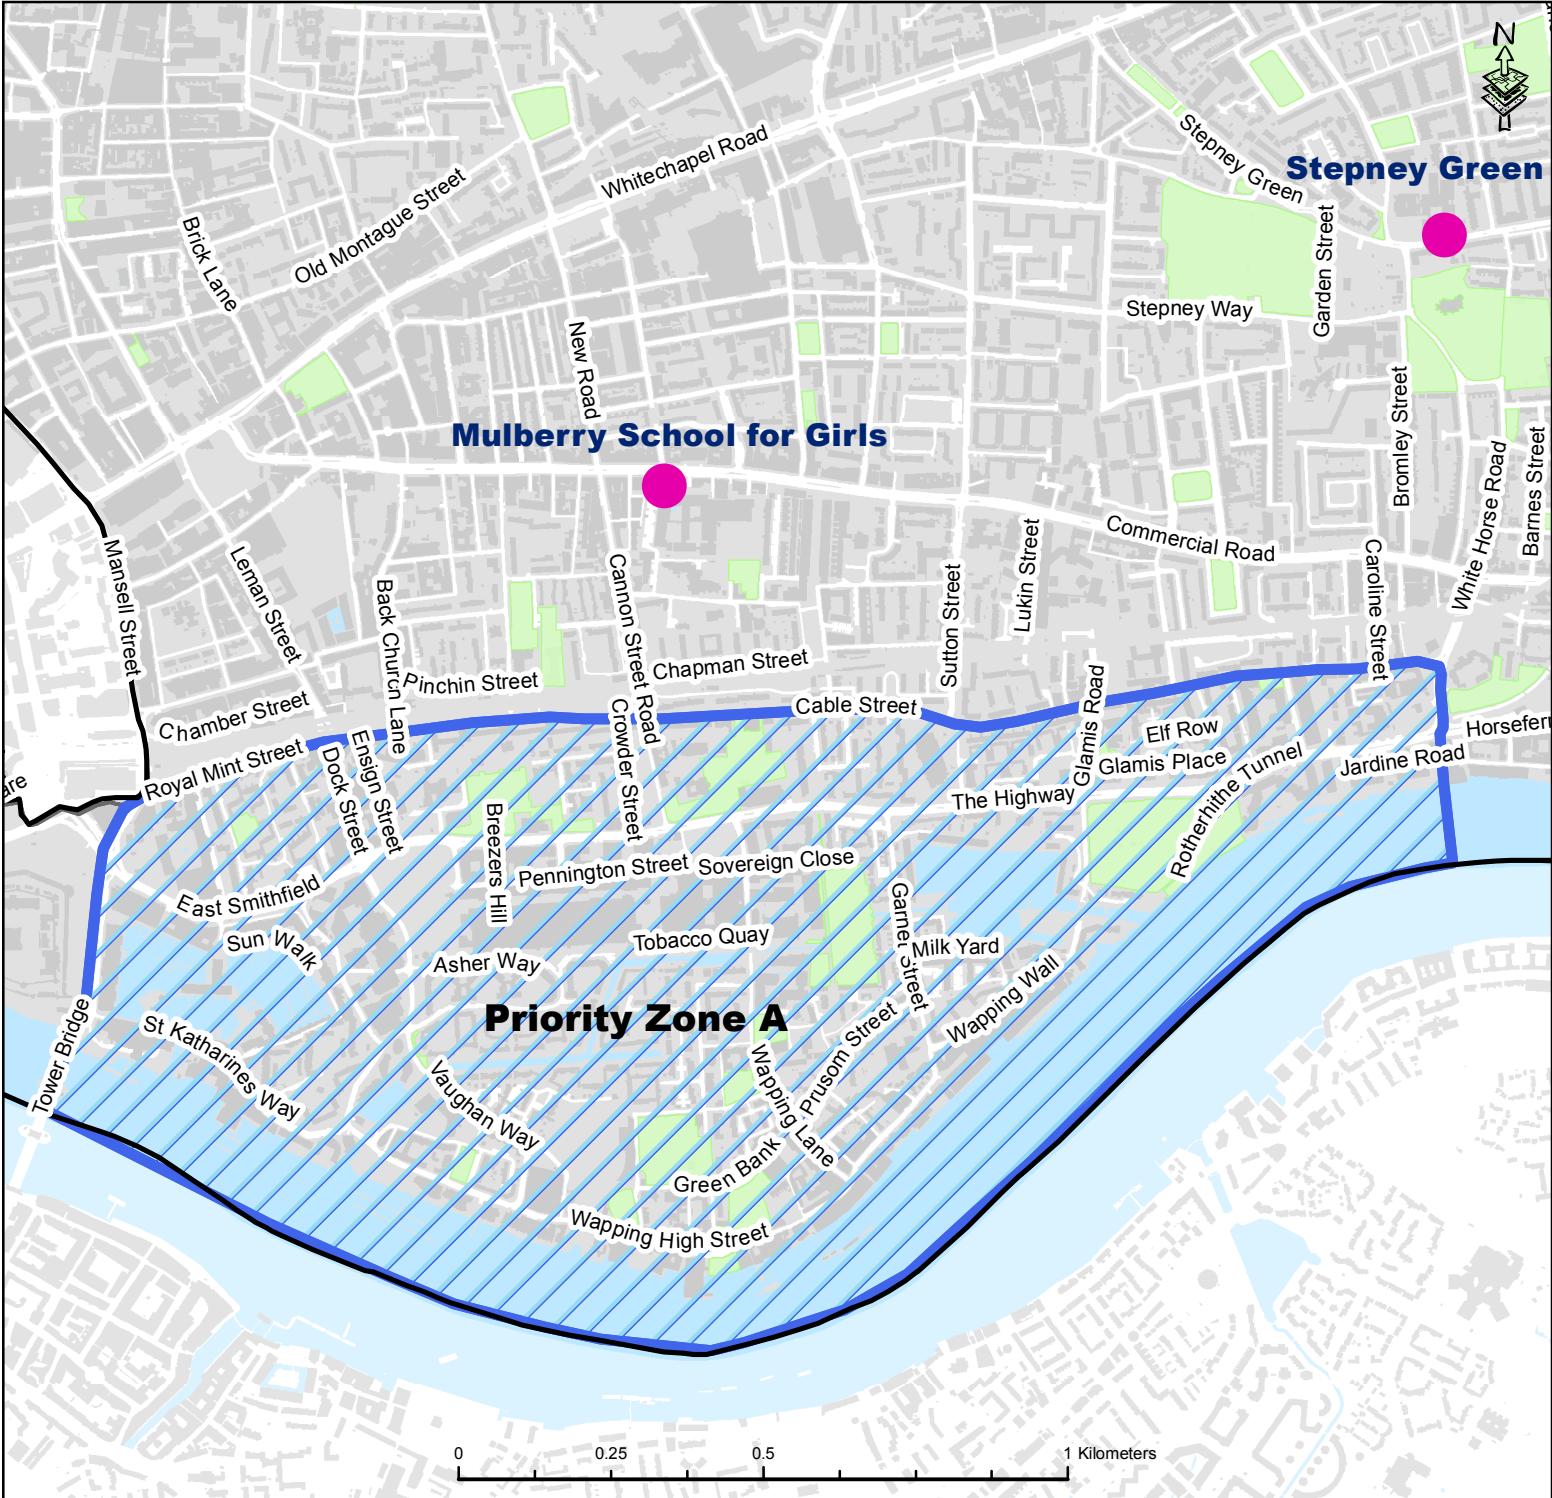 N
Stepney Green
Stepney Green
Whitechapel Road
Old Montague Street
Brick Lane
Garden Street
Stepney Way
New Road
Mulberry School for Girls
Bromley Street
White Horse Road
Barnes Street
Commercial Road
Mansell Street
Leman Street
Back Church Lane
Cannon Street Road
Sutton Street
Lukin Street
Caroline Street
Chapman Street
Pinchin Street
Chamber Street
Cable Street
Glamis Road
Crowder Street
Royal Mint Street
Ensign Street
Dock Street
Elf Row
Glamis Place
Horsefer
Jardine Road
Rotherhithe Tunnel
The Highway
are
Breezers Hill
Pennington Street
Sovereign Close
East Smithfield
Sun Walk
Garnet Street
Milk Yard
Tobacco Quay
Asher Way
Wapping Wall
Priority Zone A
Tower Bridge
St Katharines Way
Vaughan Way
Prusom Street
Wapping Lane
Green Bank
Wapping High Street
0 0.25 0.5 1 Kilometers